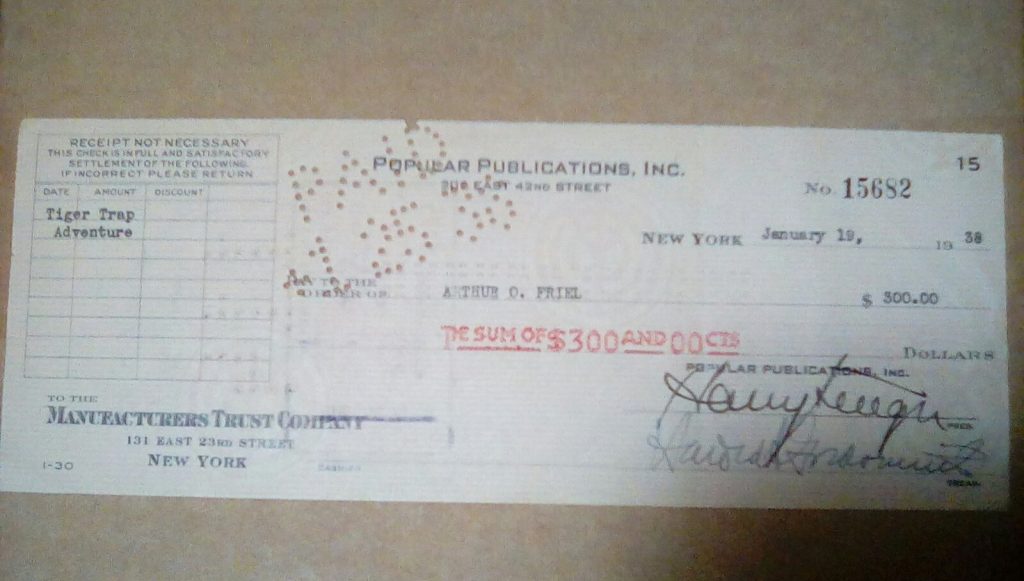 RECEIPT NOT NECESSARY
THIS CHECK IS IN FULL AND SATISFACTORY
SETTLEMENT OF THE FOLLOWING.
IF INCORRECT PLEASE RETURN
DATE AMOUNT DISCOUNT
Tiger Trap
Adventure
POPULAR PUBLICATIONS, INC.
EAST 42ND STREET
15
No. 15682
NEW YORK January 19, 1938
PAY TO THE
ORDER OF
ARTHUR O. FRIEL
$ 300.00
THE SUM OF $300 AND 00 CTS
DOLLARS
POPULAR PUBLICATIONS, INC.
Harry Steeger
PRES.
TREAS.
TO THE
MANUFACTURERS TRUST COMPANY
131 EAST 23RD STREET
NEW YORK
1-30